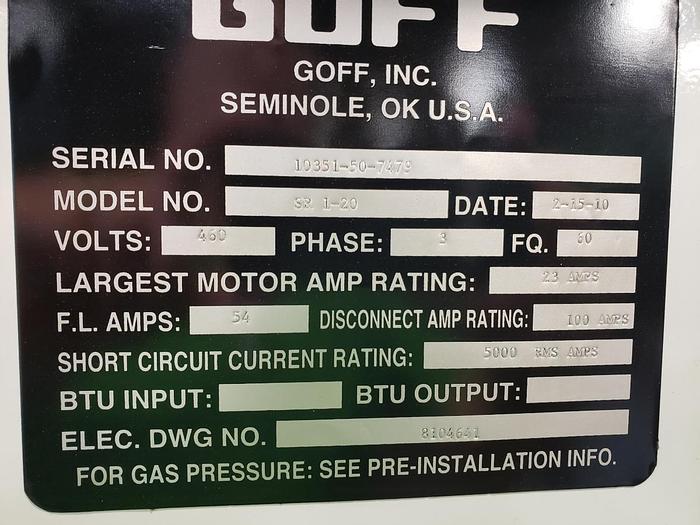 GOFF
GOFF, INC.
SEMINOLE, OK U.S.A.
SERIAL NO. 10351-50-7479
MODEL NO. SR 1-20 DATE: 2-15-10
VOLTS: 460 PHASE: 3 FQ. 60
LARGEST MOTOR AMP RATING: 23 AMPS
F.L. AMPS: 54 DISCONNECT AMP RATING: 100 AMPS
SHORT CIRCUIT CURRENT RATING: 5000 RMS AMPS
BTU INPUT: BTU OUTPUT:
ELEC. DWG NO. 8104641
FOR GAS PRESSURE: SEE PRE-INSTALLATION INFO.